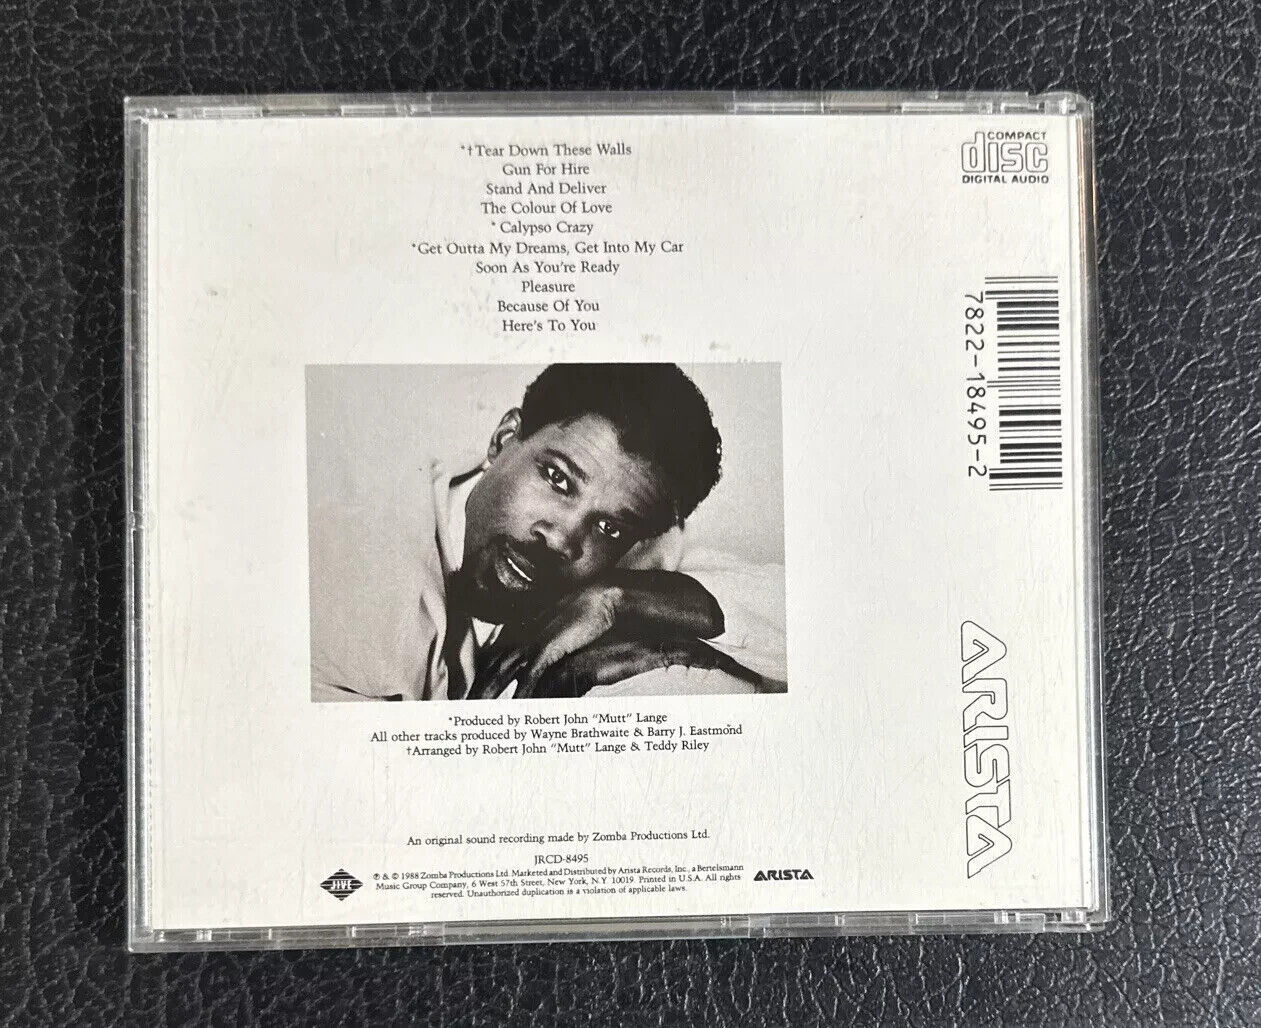 *†Tear Down These Walls
Gun For Hire
Stand And Deliver
The Colour Of Love
*Calypso Crazy
*Get Outta My Dreams, Get Into My Car
Soon As You're Ready
Pleasure
Because Of You
Here's To You
COMPACT
disc
DIGITAL AUDIO
7822-18495-2
ARISTA
*Produced by Robert John “Mutt” Lange
All other tracks produced by Wayne Brathwaite & Barry J. Eastmond
†Arranged by Robert John “Mutt” Lange & Teddy Riley
An original sound recording made by Zomba Productions Ltd.
JRCD-8495
JIVE
℗ & © 1988 Zomba Productions Ltd. Marketed and Distributed by Arista Records, Inc., a Bertelsmann
Music Group Company, 6 West 57th Street, New York, N.Y. 10019. Printed in U.S.A. All rights
reserved. Unauthorized duplication is a violation of applicable laws.
ARISTA